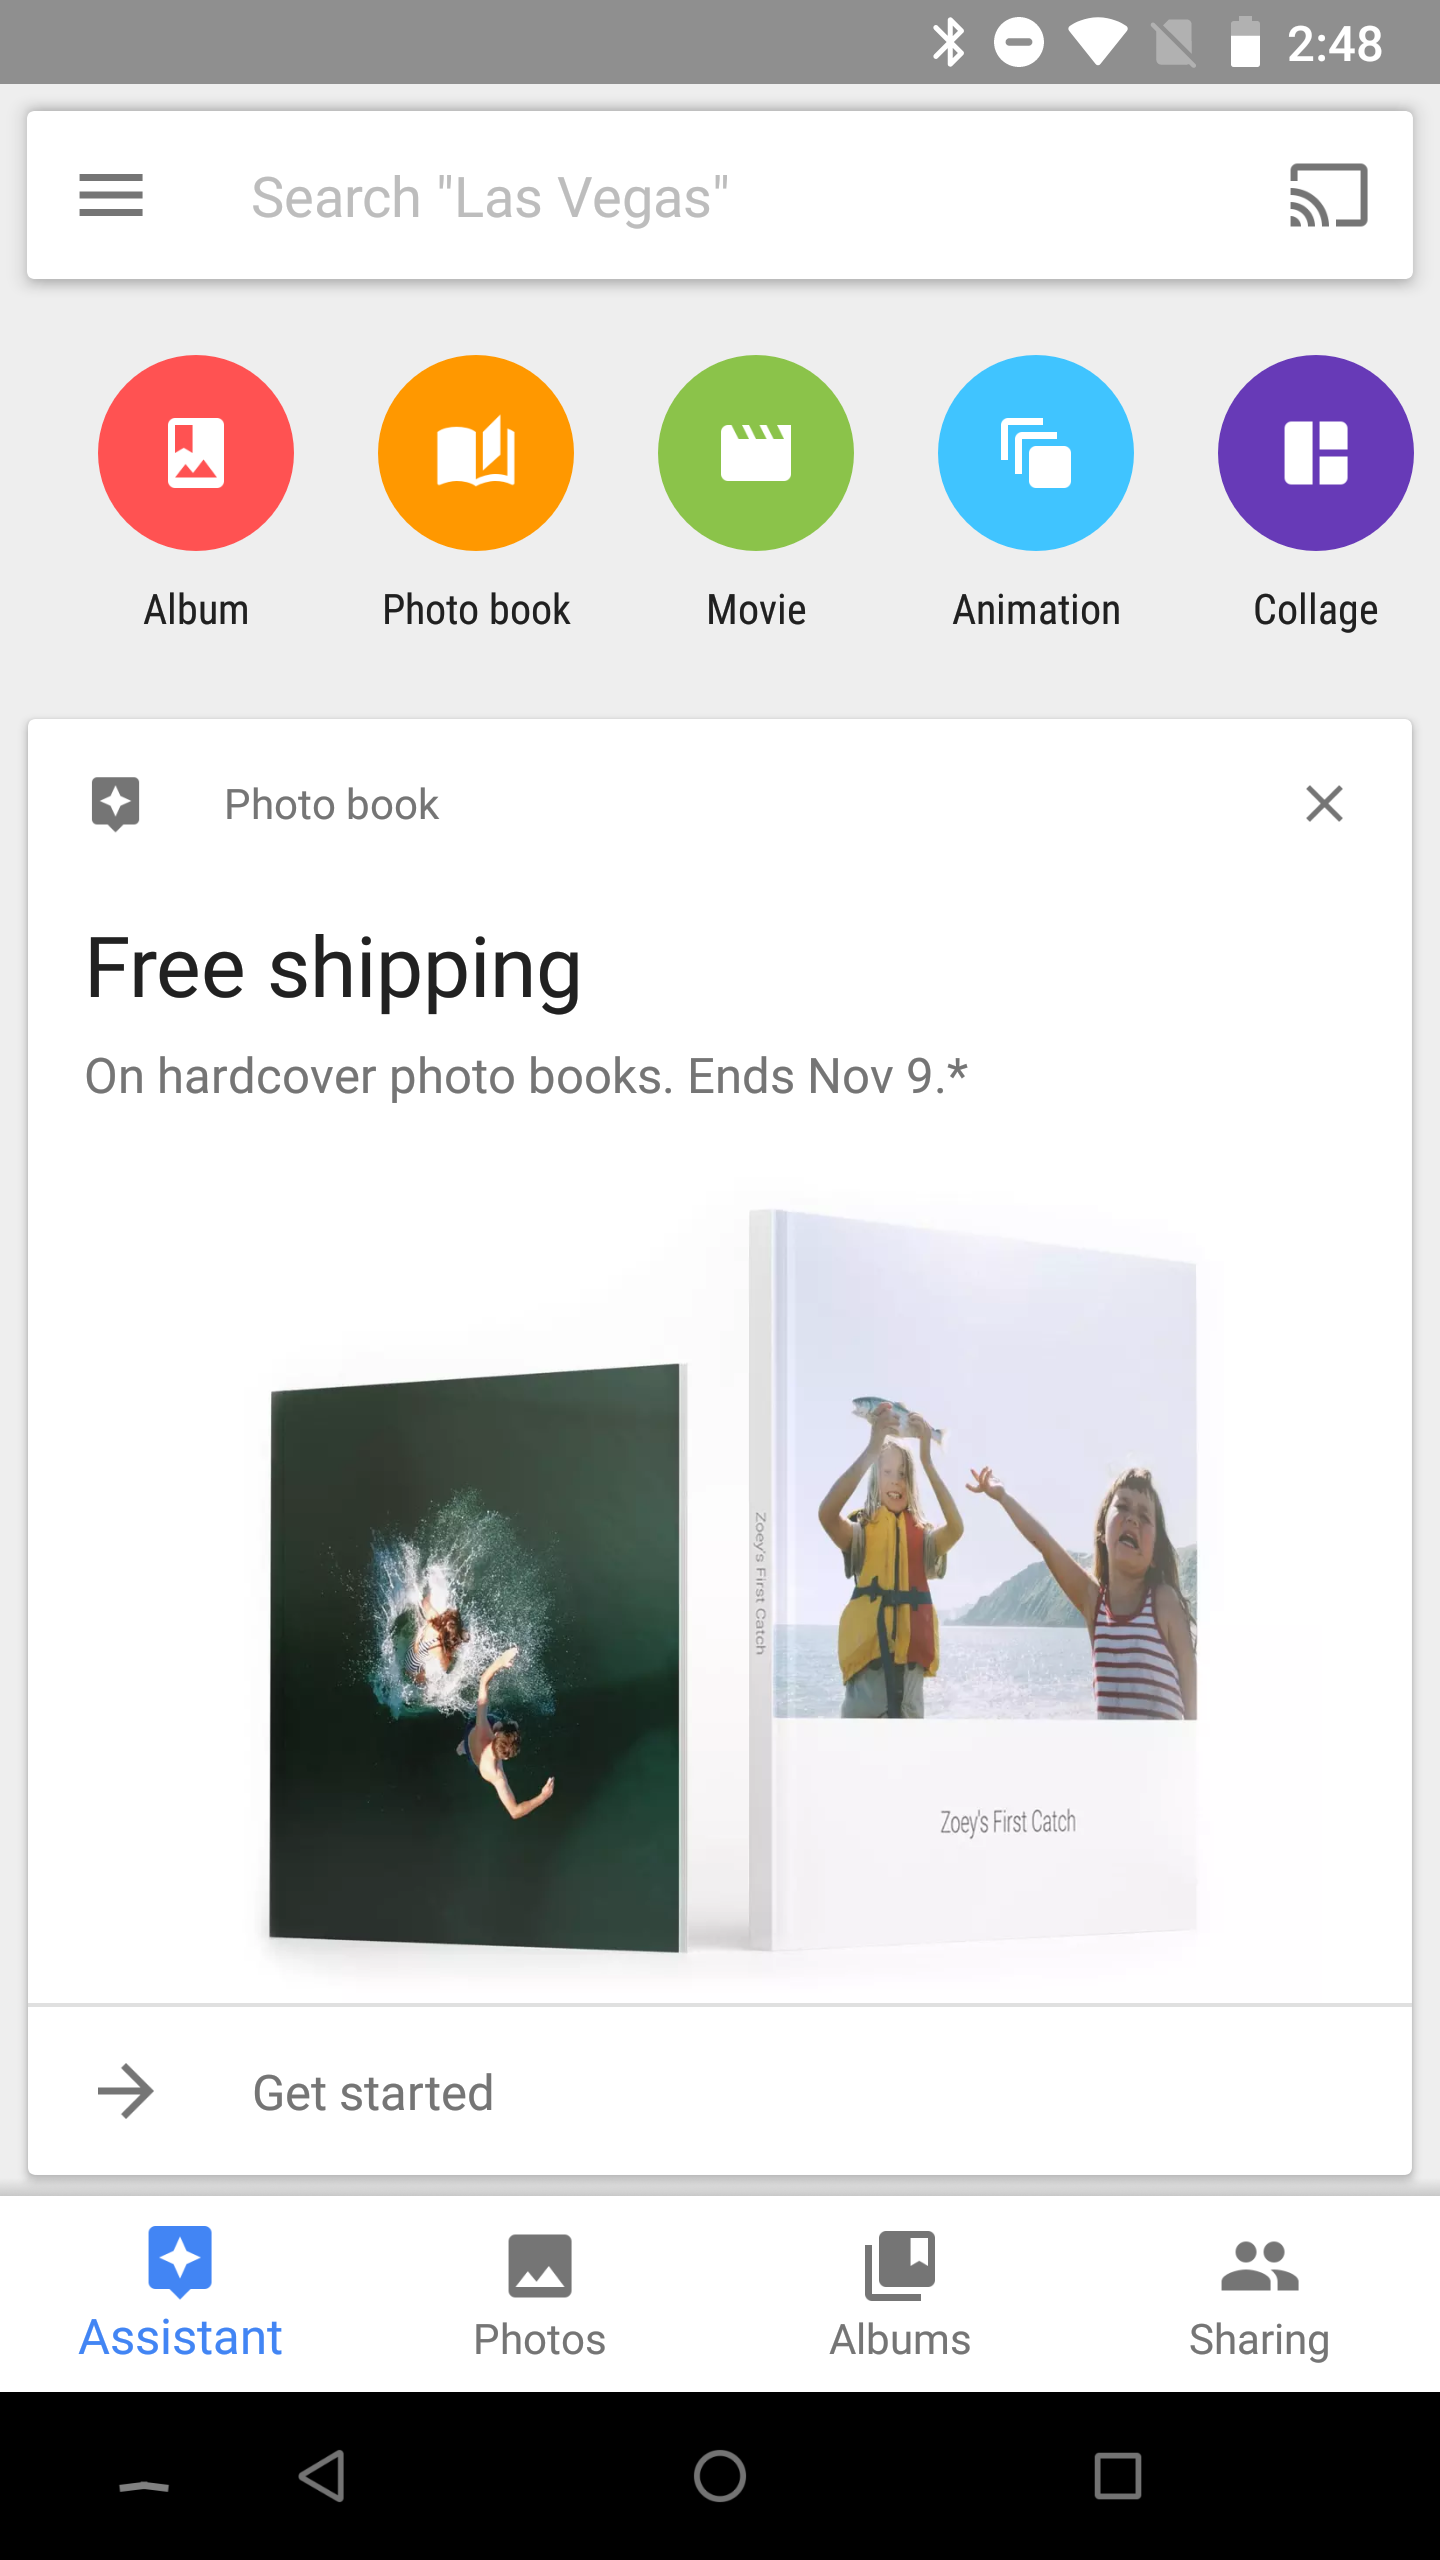 2:48
Search "Las Vegas"
Album
Photo book
Movie
Animation
Collage
Photo book
Free shipping
On hardcover photo books. Ends Nov 9.*
Zoey's First Catch
Zoey's First Catch
Get started
Assistant
Photos
Albums
Sharing